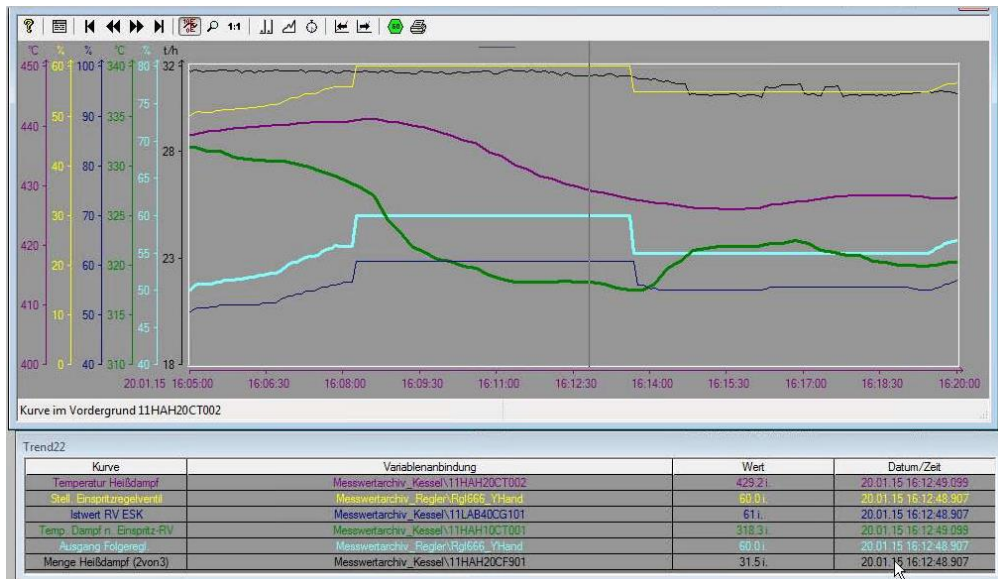 1:1
°C % % °C % t/h
450 60 100 340 80 32
75
440 50 90 335
70 28
430 40 80 330 65
30 70 325 60
420 55 23
20 60 320
50
410 10 50 315
45
400 0 40 310 40 18
20.01.15 16:05:00 16:06:30 16:08:00 16:09:30 16:11:00 16:12:30 16:14:00 16:15:30 16:17:00 16:18:30 16:20:00
Kurve im Vordergrund 11HAH20CT002
Trend22
Kurve Variablenanbindung Wert Datum/Zeit
Temperatur Heißdampf Messwertarchiv_Kessel\11HAH20CT002 429.2 i. 20.01.15 16:12:49.099
Stell. Einspritzregelventil Messwertarchiv_Regler\Rgl666_YHand 60.0 i. 20.01.15 16:12:48.907
Istwert RV ESK Messwertarchiv_Kessel\11LAB40CG101 61 i. 20.01.15 16:12:48.907
Temp. Dampf n. Einspritz-RV Messwertarchiv_Kessel\11HAH10CT001 318.3 i. 20.01.15 16:12:49.099
Ausgang Folgeregl. Messwertarchiv_Regler\Rgl666_YHand 60.0 i. 20.01.15 16:12:48.907
Menge Heißdampf (2von3) Messwertarchiv_Kessel\11HAH20CF901 31.5 i. 20.01.15 16:12:48.907